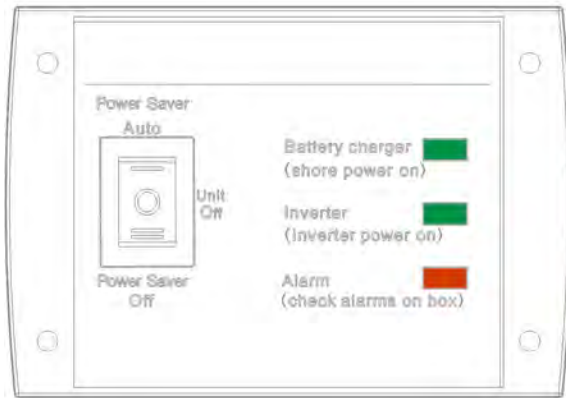 Power Saver
Auto
Unit
Off
Power Saver
Off
Battery charger
(shore power on)
Inverter
(Inverter power on)
Alarm
(check alarms on box)